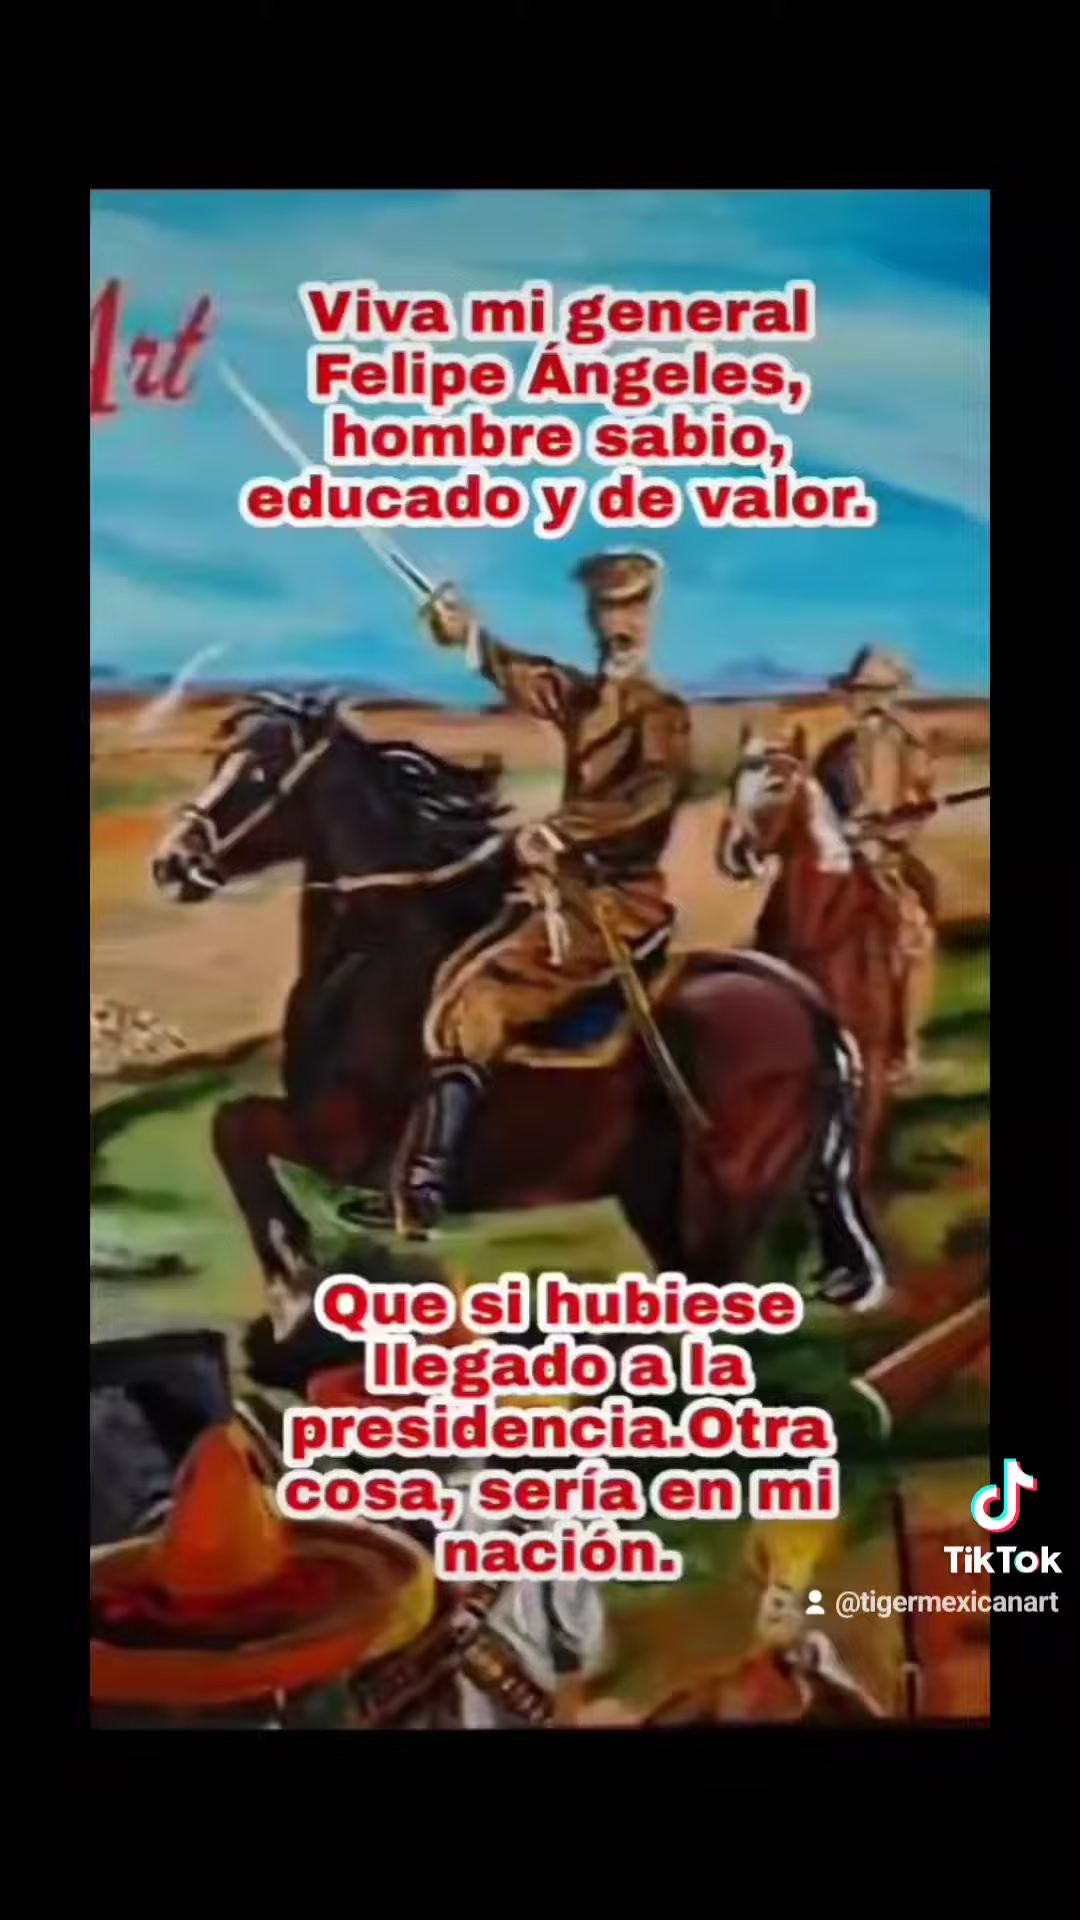 Art
Viva mi general
Felipe Ángeles,
hombre sabio,
educado y de valor.
Que si hubiese
llegado a la
presidencia.Otra
cosa, sería en mi
nación.
TikTok
@tigermexicanart